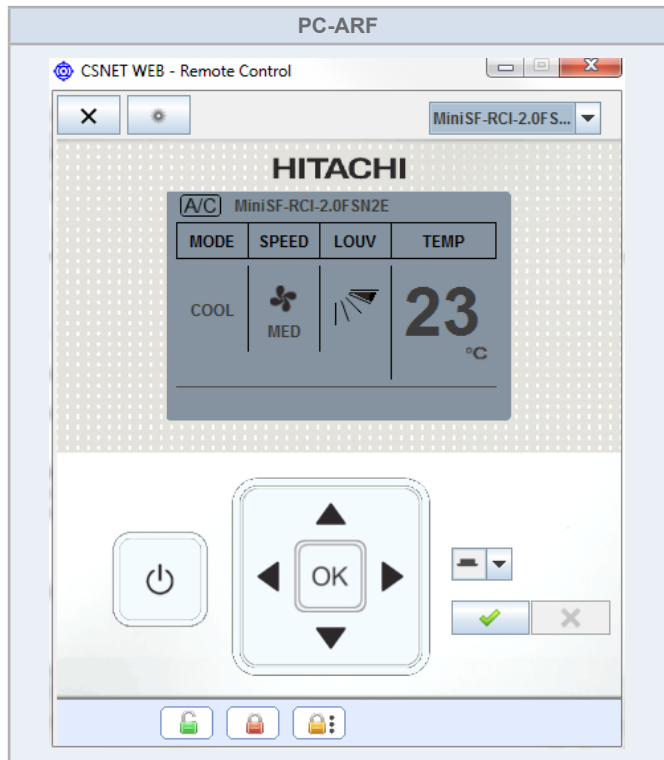 PC-ARF
CSNET WEB - Remote Control
MiniSF-RCI-2.0FS...
HITACHI
A/C MiniSF-RCI-2.0FSN2E
MODE SPEED LOUV TEMP
COOL MED 23 °C
OK